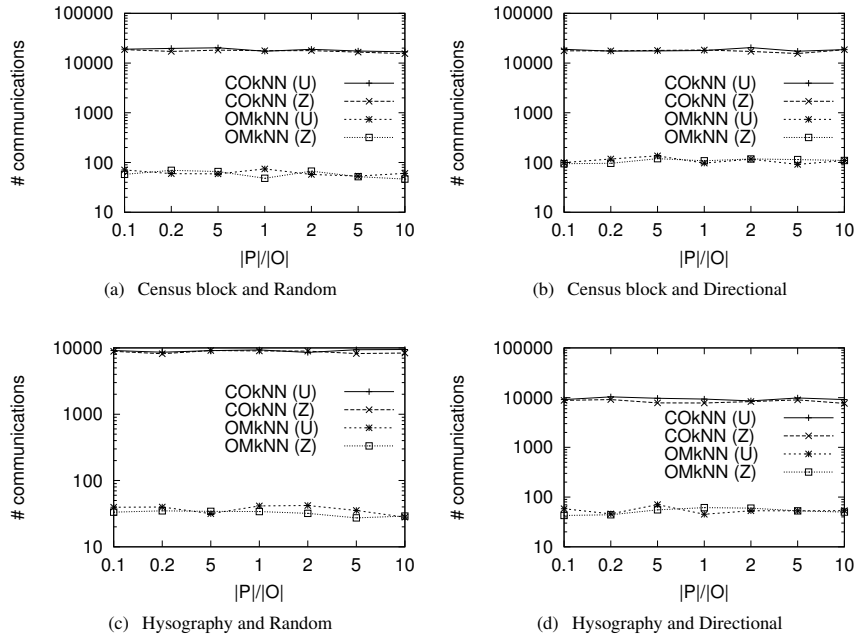 100000
10000
1000
100
10
# communications
COkNN (U)
COkNN (Z)
OMkNN (U)
OMkNN (Z)
0.1 0.2 5 1 2 5 10
|P|/|O|
(a) Census block and Random
100000
10000
1000
100
10
# communications
COkNN (U)
COkNN (Z)
OMkNN (U)
OMkNN (Z)
0.1 0.2 5 1 2 5 10
|P|/|O|
(b) Census block and Directional
10000
1000
100
10
# communications
COkNN (U)
COkNN (Z)
OMkNN (U)
OMkNN (Z)
0.1 0.2 5 1 2 5 10
|P|/|O|
(c) Hysography and Random
100000
10000
1000
100
10
# communications
COkNN (U)
COkNN (Z)
OMkNN (U)
OMkNN (Z)
0.1 0.2 5 1 2 5 10
|P|/|O|
(d) Hysography and Directional